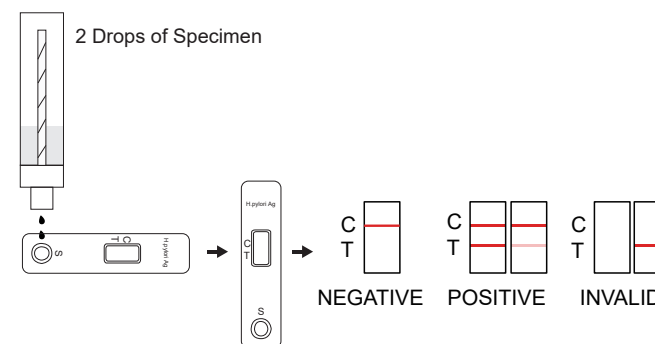 2 Drops of Specimen
S
C
T
H.pylori Ag
H.pylori Ag
C
T
S
C
T
NEGATIVE
C
T
POSITIVE
C
T
INVALID